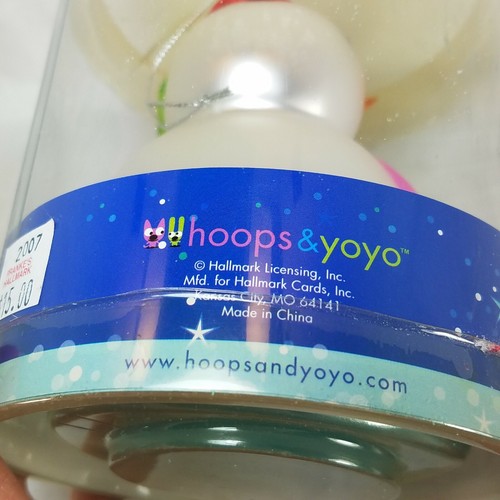 hoops&yoyo™
© Hallmark Licensing, Inc.
Mfd. for Hallmark Cards, Inc.
Kansas City, MO 64141
Made in China
www.hoopsandyoyo.com
2007
HALLMARK
15.00